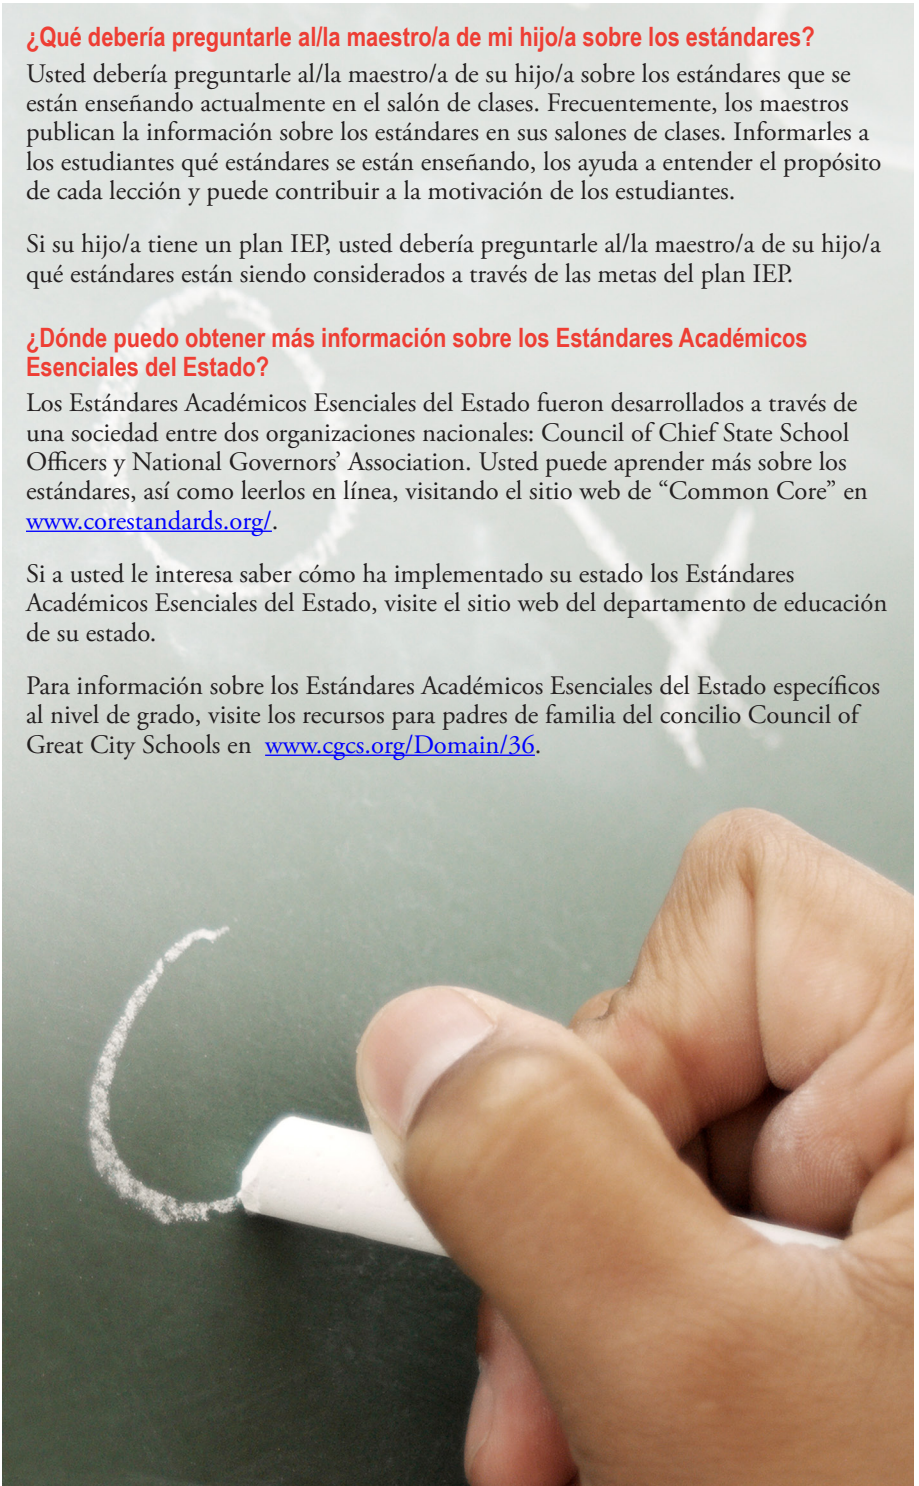 ¿Qué debería preguntarle al/la maestro/a de mi hijo/a sobre los estándares?
Usted debería preguntarle al/la maestro/a de su hijo/a sobre los estándares que se
están enseñando actualmente en el salón de clases. Frecuentemente, los maestros
publican la información sobre los estándares en sus salones de clases. Informarles a
los estudiantes qué estándares se están enseñando, los ayuda a entender el propósito
de cada lección y puede contribuir a la motivación de los estudiantes.
Si su hijo/a tiene un plan IEP, usted debería preguntarle al/la maestro/a de su hijo/a
qué estándares están siendo considerados a través de las metas del plan IEP.
¿Dónde puedo obtener más información sobre los Estándares Académicos
Esenciales del Estado?
Los Estándares Académicos Esenciales del Estado fueron desarrollados a través de
una sociedad entre dos organizaciones nacionales: Council of Chief State School
Officers y National Governors’ Association. Usted puede aprender más sobre los
estándares, así como leerlos en línea, visitando el sitio web de “Common Core” en
www.corestandards.org/.
Si a usted le interesa saber cómo ha implementado su estado los Estándares
Académicos Esenciales del Estado, visite el sitio web del departamento de educación
de su estado.
Para información sobre los Estándares Académicos Esenciales del Estado específicos
al nivel de grado, visite los recursos para padres de familia del concilio Council of
Great City Schools en  www.cgcs.org/Domain/36.